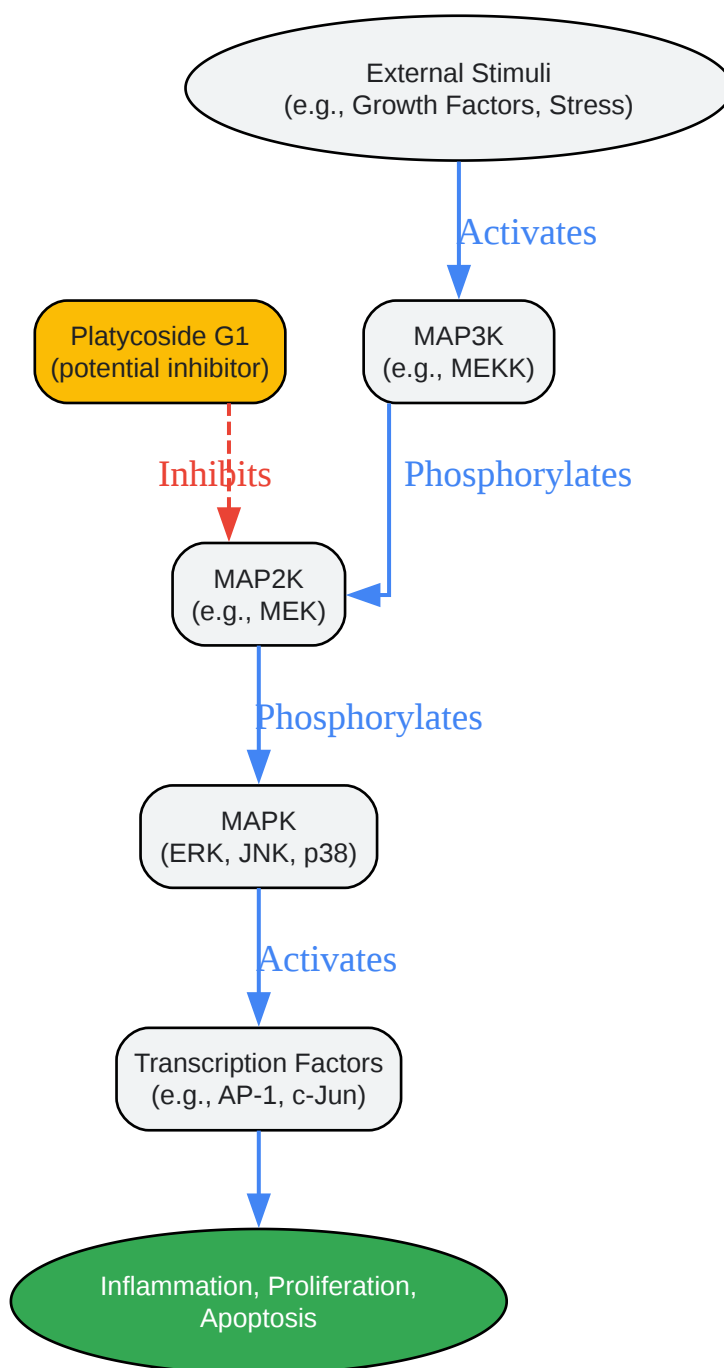 External Stimuli
(e.g., Growth Factors, Stress)
Activates
Platycoside G1
(potential inhibitor)
MAP3K
(e.g., MEKK)
Inhibits
Phosphorylates
MAP2K
(e.g., MEK)
Phosphorylates
MAPK
(ERK, JNK, p38)
Activates
Transcription Factors
(e.g., AP-1, c-Jun)
Inflammation, Proliferation,
Apoptosis